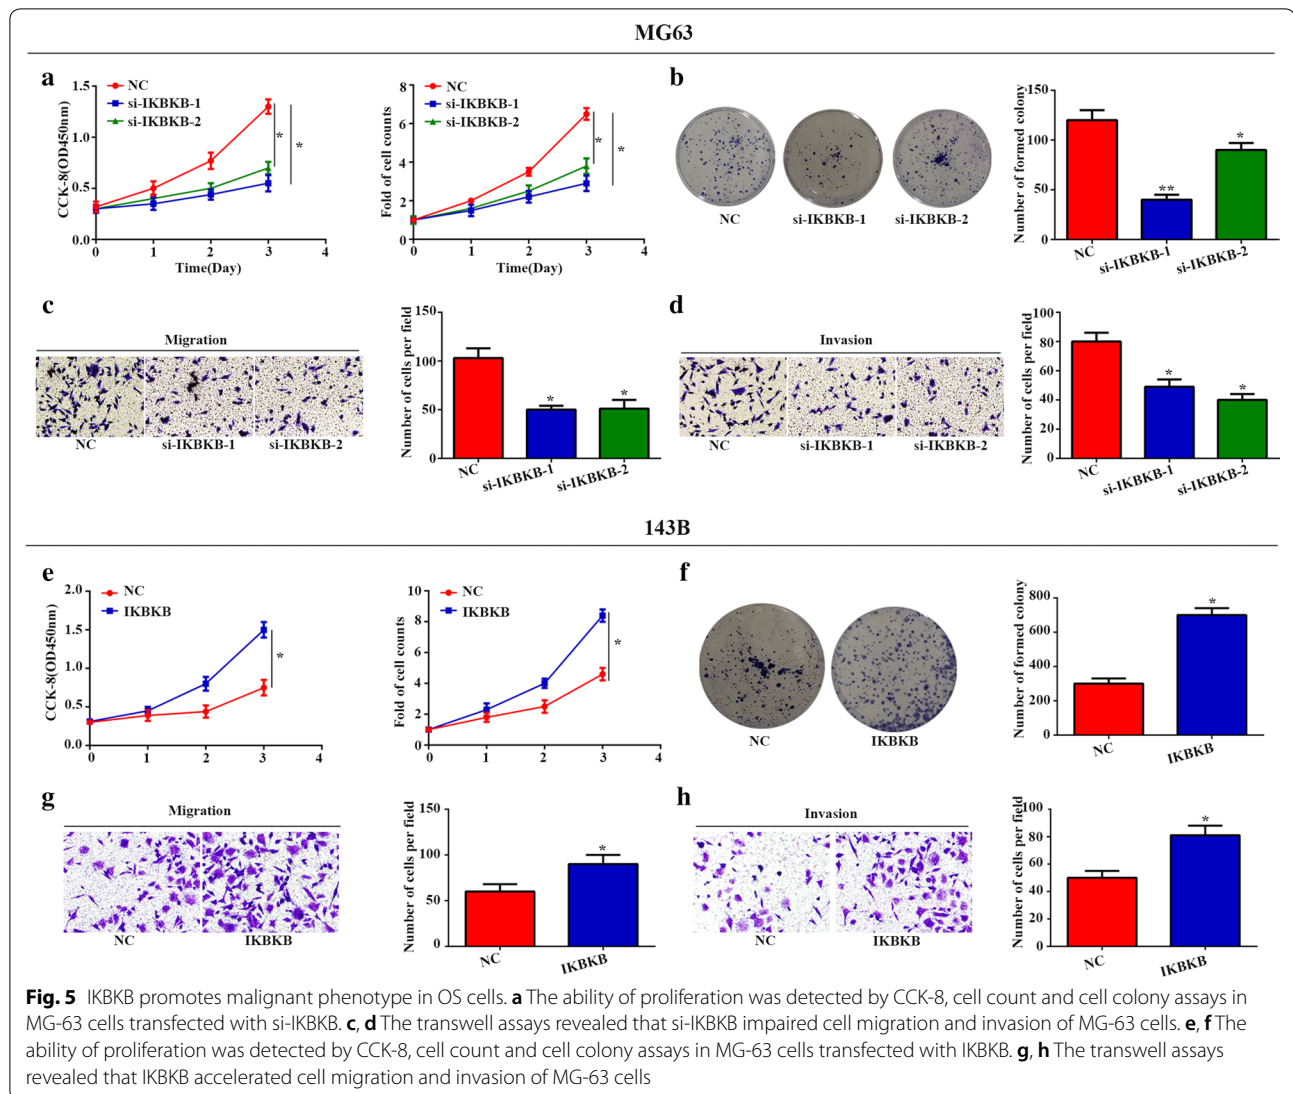 MG63
a
NC
si-IKBKB-1
si-IKBKB-2
CCK-8(OD450nm)
1.5
1.0
0.5
0.0
0 1 2 3 4
Time(Day)
* *
NC
si-IKBKB-1
si-IKBKB-2
Fold of cell counts
8
6
4
2
0
0 1 2 3 4
Time(Day)
* *
b
NC si-IKBKB-1 si-IKBKB-2
Number of formed colony
150
100
50
0
** *
NC si-IKBKB-1 si-IKBKB-2
c
Migration
NC si-IKBKB-1 si-IKBKB-2
Number of cells per field
150
100
50
0
* *
NC si-IKBKB-1 si-IKBKB-2
d
Invasion
NC si-IKBKB-1 si-IKBKB-2
Number of cells per field
100
80
60
40
20
0
* *
NC si-IKBKB-1 si-IKBKB-2
143B
e
NC
IKBKB
CCK-8(OD450nm)
2.0
1.5
1.0
0.5
0.0
0 1 2 3 4
*
NC
IKBKB
Fold of cell counts
10
8
6
4
2
0
0 1 2 3 4
*
f
NC IKBKB
Number of formed colony
800
600
400
200
0
*
NC IKBKB
g
Migration
NC IKBKB
Number of cells per field
150
100
50
0
*
NC IKBKB
h
Invasion
NC IKBKB
Number of cells per field
100
80
60
40
20
0
*
NC IKBKB
Fig. 5 IKBKB promotes malignant phenotype in OS cells. a The ability of proliferation was detected by CCK-8, cell count and cell colony assays in
MG-63 cells transfected with si-IKBKB. c, d The transwell assays revealed that si-IKBKB impaired cell migration and invasion of MG-63 cells. e, f The
ability of proliferation was detected by CCK-8, cell count and cell colony assays in MG-63 cells transfected with IKBKB. g, h The transwell assays
revealed that IKBKB accelerated cell migration and invasion of MG-63 cells